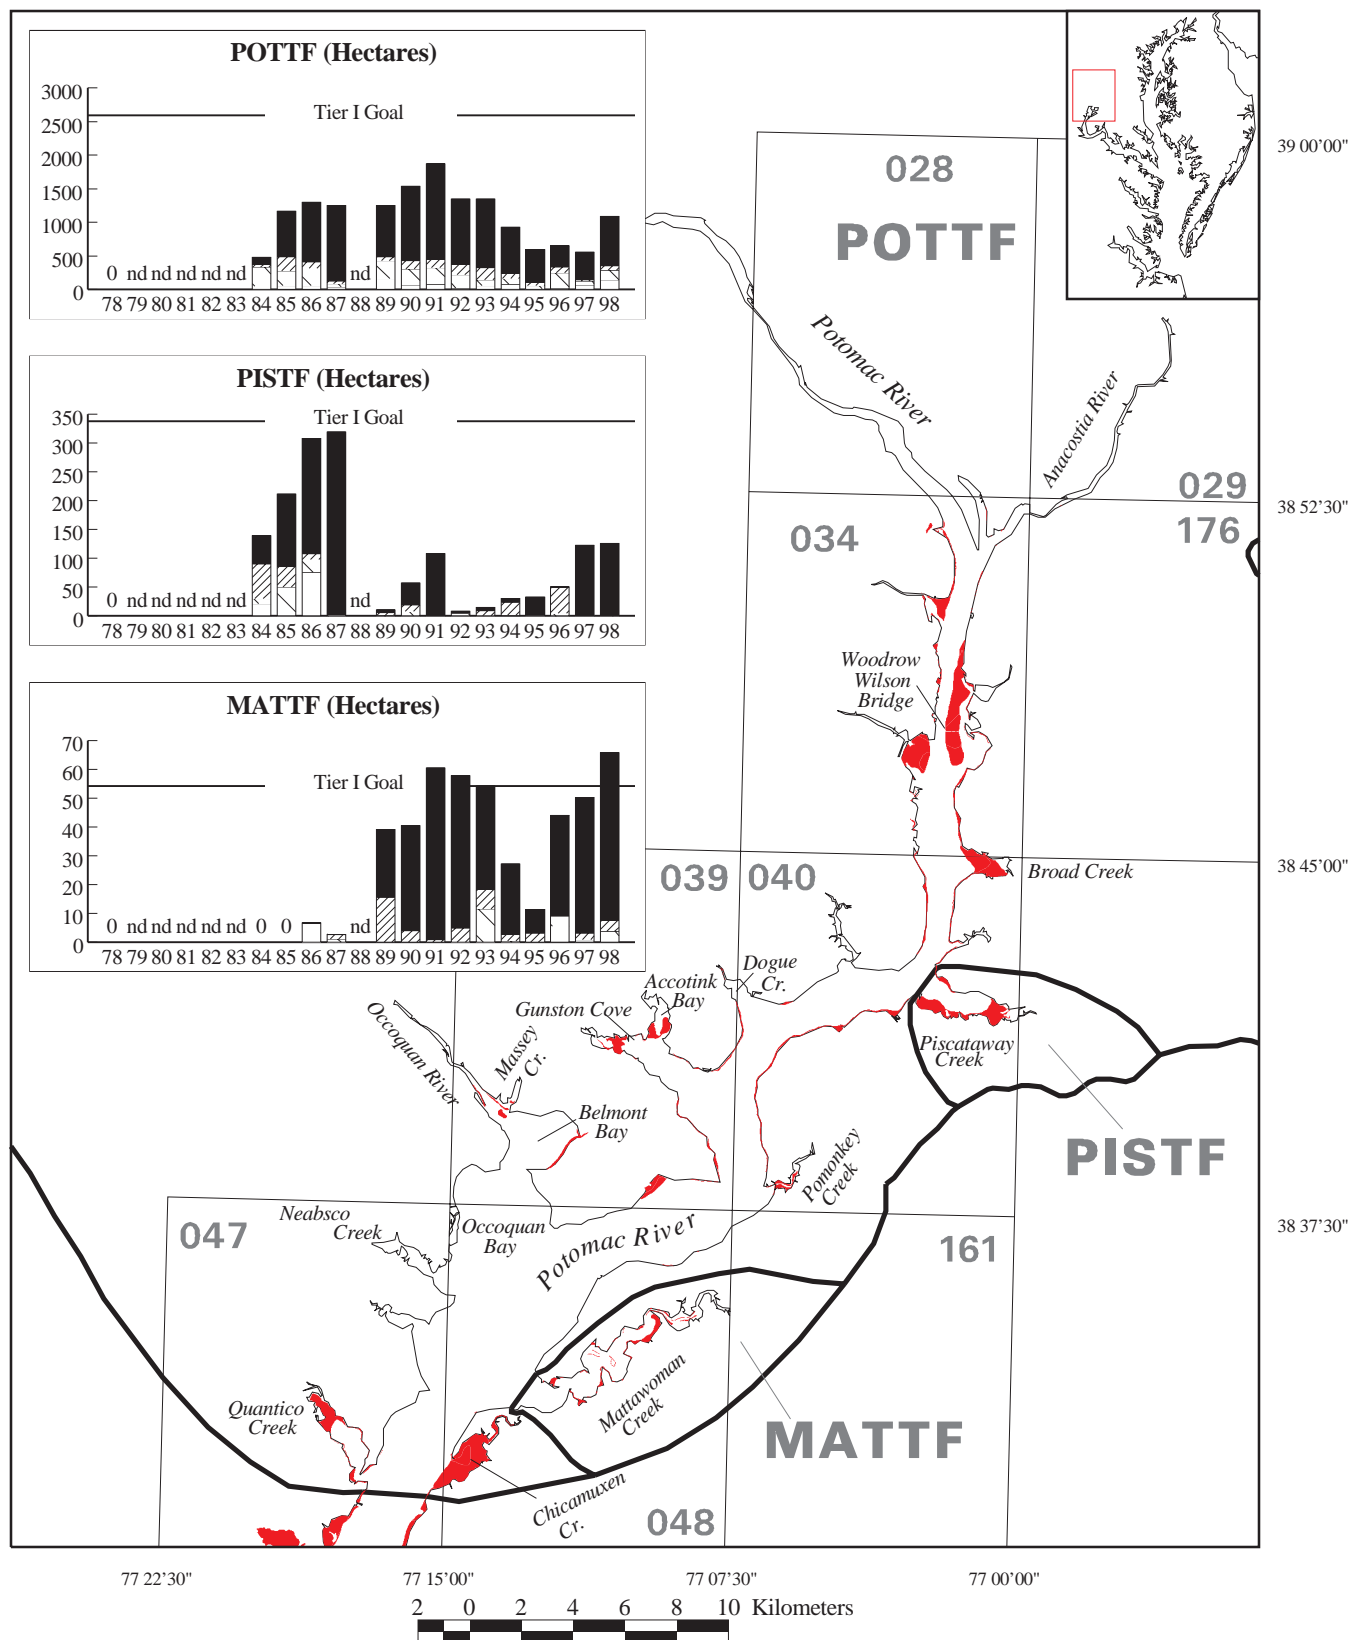 POTTF (Hectares)
3000
2500
2000
1500
1000
500
0
Tier I Goal
0 nd nd nd nd nd nd
78 79 80 81 82 83 84 85 86 87 88 89 90 91 92 93 94 95 96 97 98
PISTF (Hectares)
350
300
250
200
150
100
50
0
Tier I Goal
0 nd nd nd nd nd nd
78 79 80 81 82 83 84 85 86 87 88 89 90 91 92 93 94 95 96 97 98
MATTF (Hectares)
70
60
50
40
30
20
10
0
Tier I Goal
0 nd nd nd nd nd 0 0 nd
78 79 80 81 82 83 84 85 86 87 88 89 90 91 92 93 94 95 96 97 98
028
POTTF
39 00'00"
Potomac River
Anacostia River
029
38 52'30"
034
176
Woodrow
Wilson
Bridge
38 45'00"
039
040
Broad Creek
Dogue
Cr.
Accotink
Bay
Gunston Cove
Occoquan River
Massey
Cr.
Piscataway
Creek
Belmont
Bay
PISTF
Pomonkey
Creek
38 37'30"
047
Neabsco
Creek
Occoquan
Bay
Potomac River
161
Quantico
Creek
Mattawoman
Creek
MATTF
Chicamuxen
Cr.
048
77 22'30"
77 15'00"
77 07'30"
77 00'00"
2 0 2 4 6 8 10 Kilometers